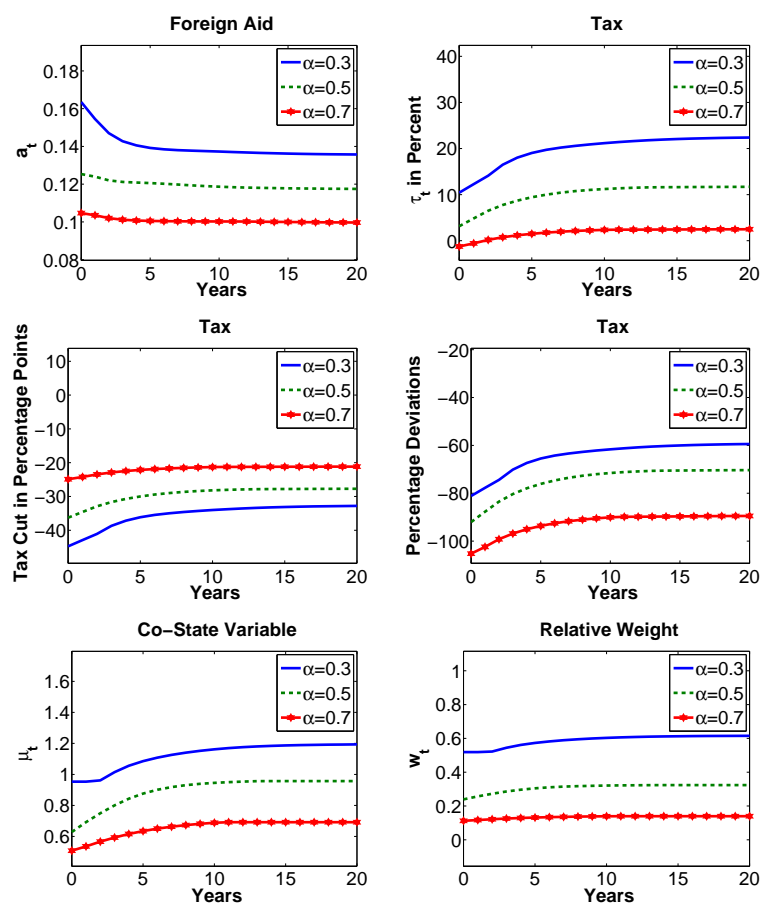 Foreign Aid
0.18
0.16
0.14
0.12
0.1
0.08
a_t
0 5 10 15 20
Years
α=0.3
α=0.5
α=0.7
Tax
40
30
20
10
0
τ_t in Percent
0 5 10 15 20
Years
α=0.3
α=0.5
α=0.7
Tax
10
0
−10
−20
−30
−40
Tax Cut in Percentage Points
0 5 10 15 20
Years
α=0.3
α=0.5
α=0.7
Tax
−20
−40
−60
−80
−100
Percentage Deviations
0 5 10 15 20
Years
α=0.3
α=0.5
α=0.7
Co−State Variable
1.6
1.4
1.2
1
0.8
0.6
μ_t
0 5 10 15 20
Years
α=0.3
α=0.5
α=0.7
Relative Weight
1
0.8
0.6
0.4
0.2
0
w_t
0 5 10 15 20
Years
α=0.3
α=0.5
α=0.7